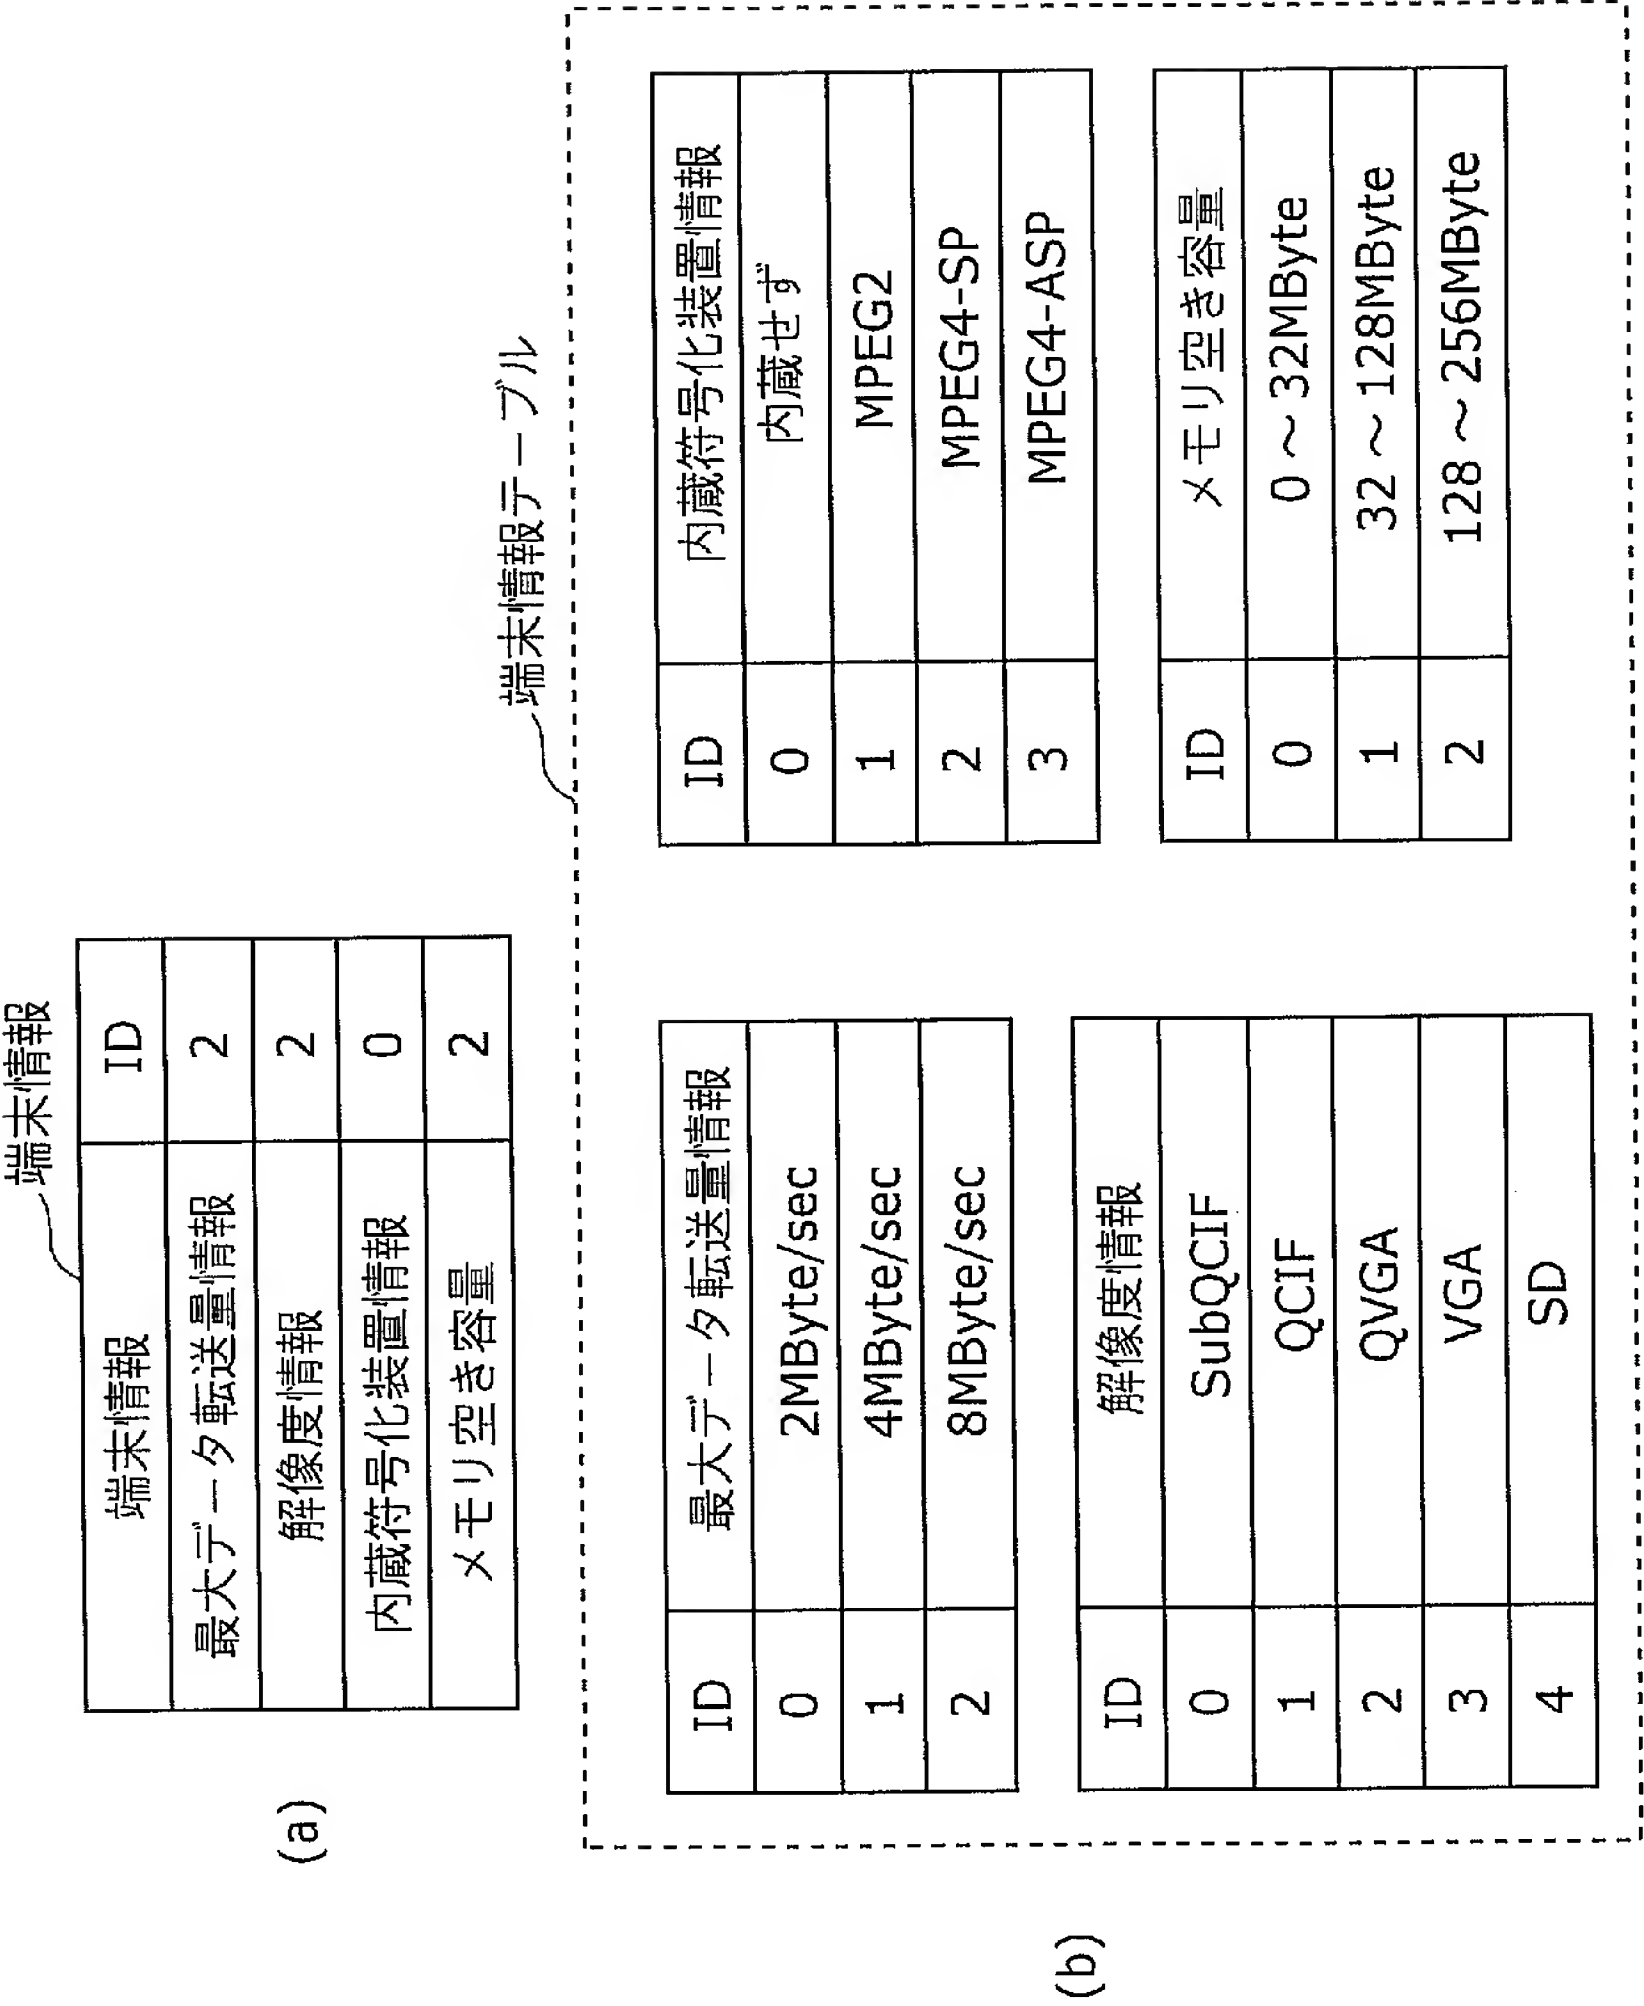 (a)
端末情報
端末情報 ID
最大データ転送量情報 2
解像度情報 2
内蔵符号化装置情報 0
メモリ空き容量 2
(b)
端末情報テーブル
ID 最大データ転送量情報
0 2MByte/sec
1 4MByte/sec
2 8MByte/sec
ID 解像度情報
0 SubQCIF
1 QCIF
2 QVGA
3 VGA
4 SD
ID 内蔵符号化装置情報
0 内蔵せず
1 MPEG2
2 MPEG4-SP
3 MPEG4-ASP
ID メモリ空き容量
0 0～32MByte
1 32～128MByte
2 128～256MByte